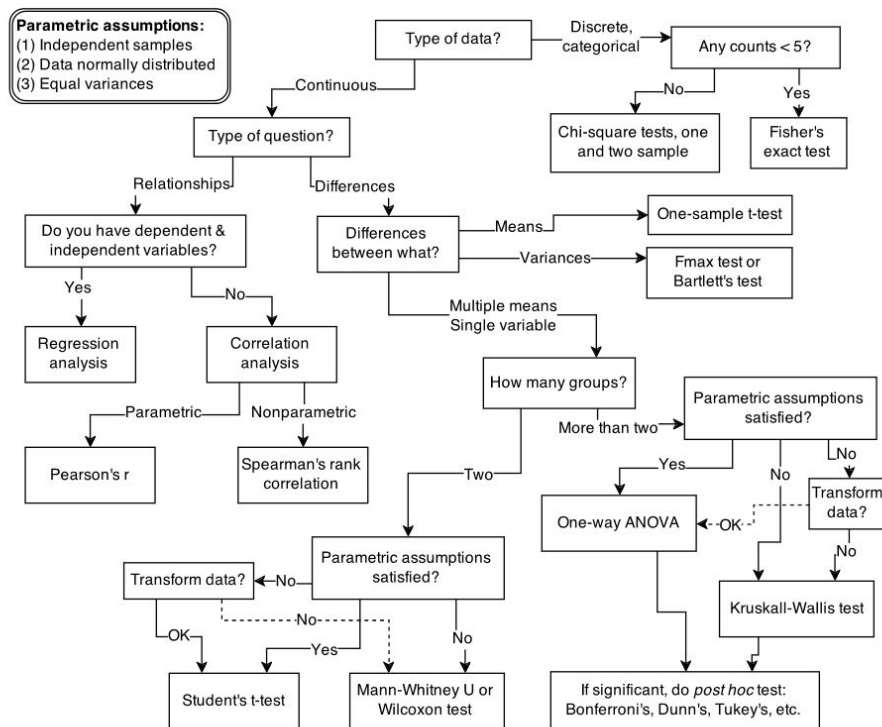 Parametric assumptions:
(1) Independent samples
(2) Data normally distributed
(3) Equal variances
Type of data?
Discrete,
categorical
Any counts < 5?
Continuous
No
Yes
Type of question?
Chi-square tests, one
and two sample
Fisher's
exact test
Relationships
Differences
Do you have dependent &
independent variables?
Differences
between what?
Means
One-sample t-test
Variances
Fmax test or
Bartlett's test
Yes
No
Multiple means
Single variable
Regression
analysis
Correlation
analysis
How many groups?
Parametric assumptions
satisfied?
Parametric
Nonparametric
More than two
Pearson's r
Spearman's rank
correlation
Two
Yes
No
No
Transform
data?
One-way ANOVA
OK
No
Parametric assumptions
satisfied?
Transform data?
No
Kruskall-Wallis test
No
OK
Yes
No
Student's t-test
Mann-Whitney U or
Wilcoxon test
If significant, do post hoc test:
Bonferroni's, Dunn's, Tukey's, etc.